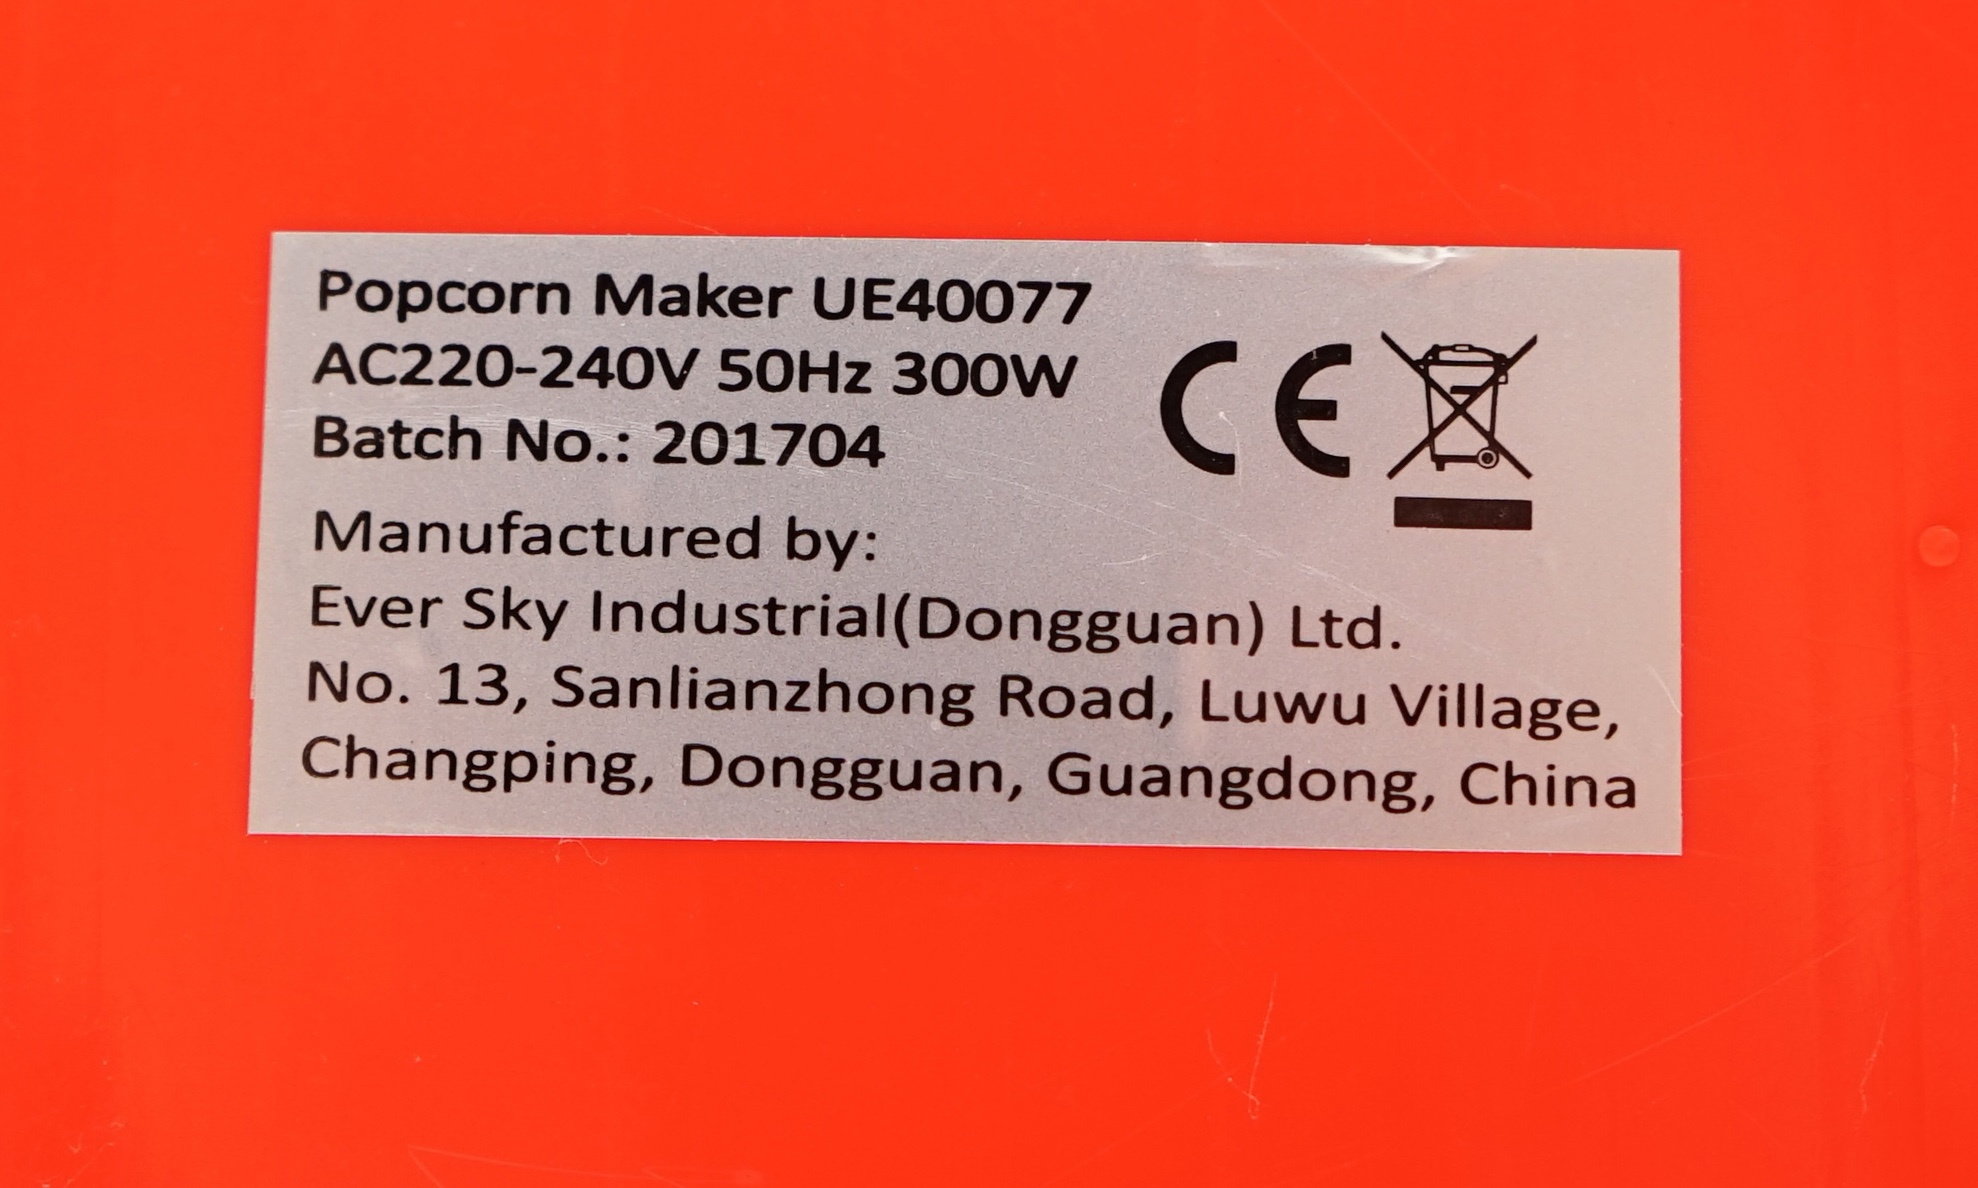 Popcorn Maker UE40077
AC220-240V 50Hz 300W
Batch No.: 201704
CE
Manufactured by:
Ever Sky Industrial(Dongguan) Ltd.
No. 13, Sanlianzhong Road, Luwu Village,
Changping, Dongguan, Guangdong, China